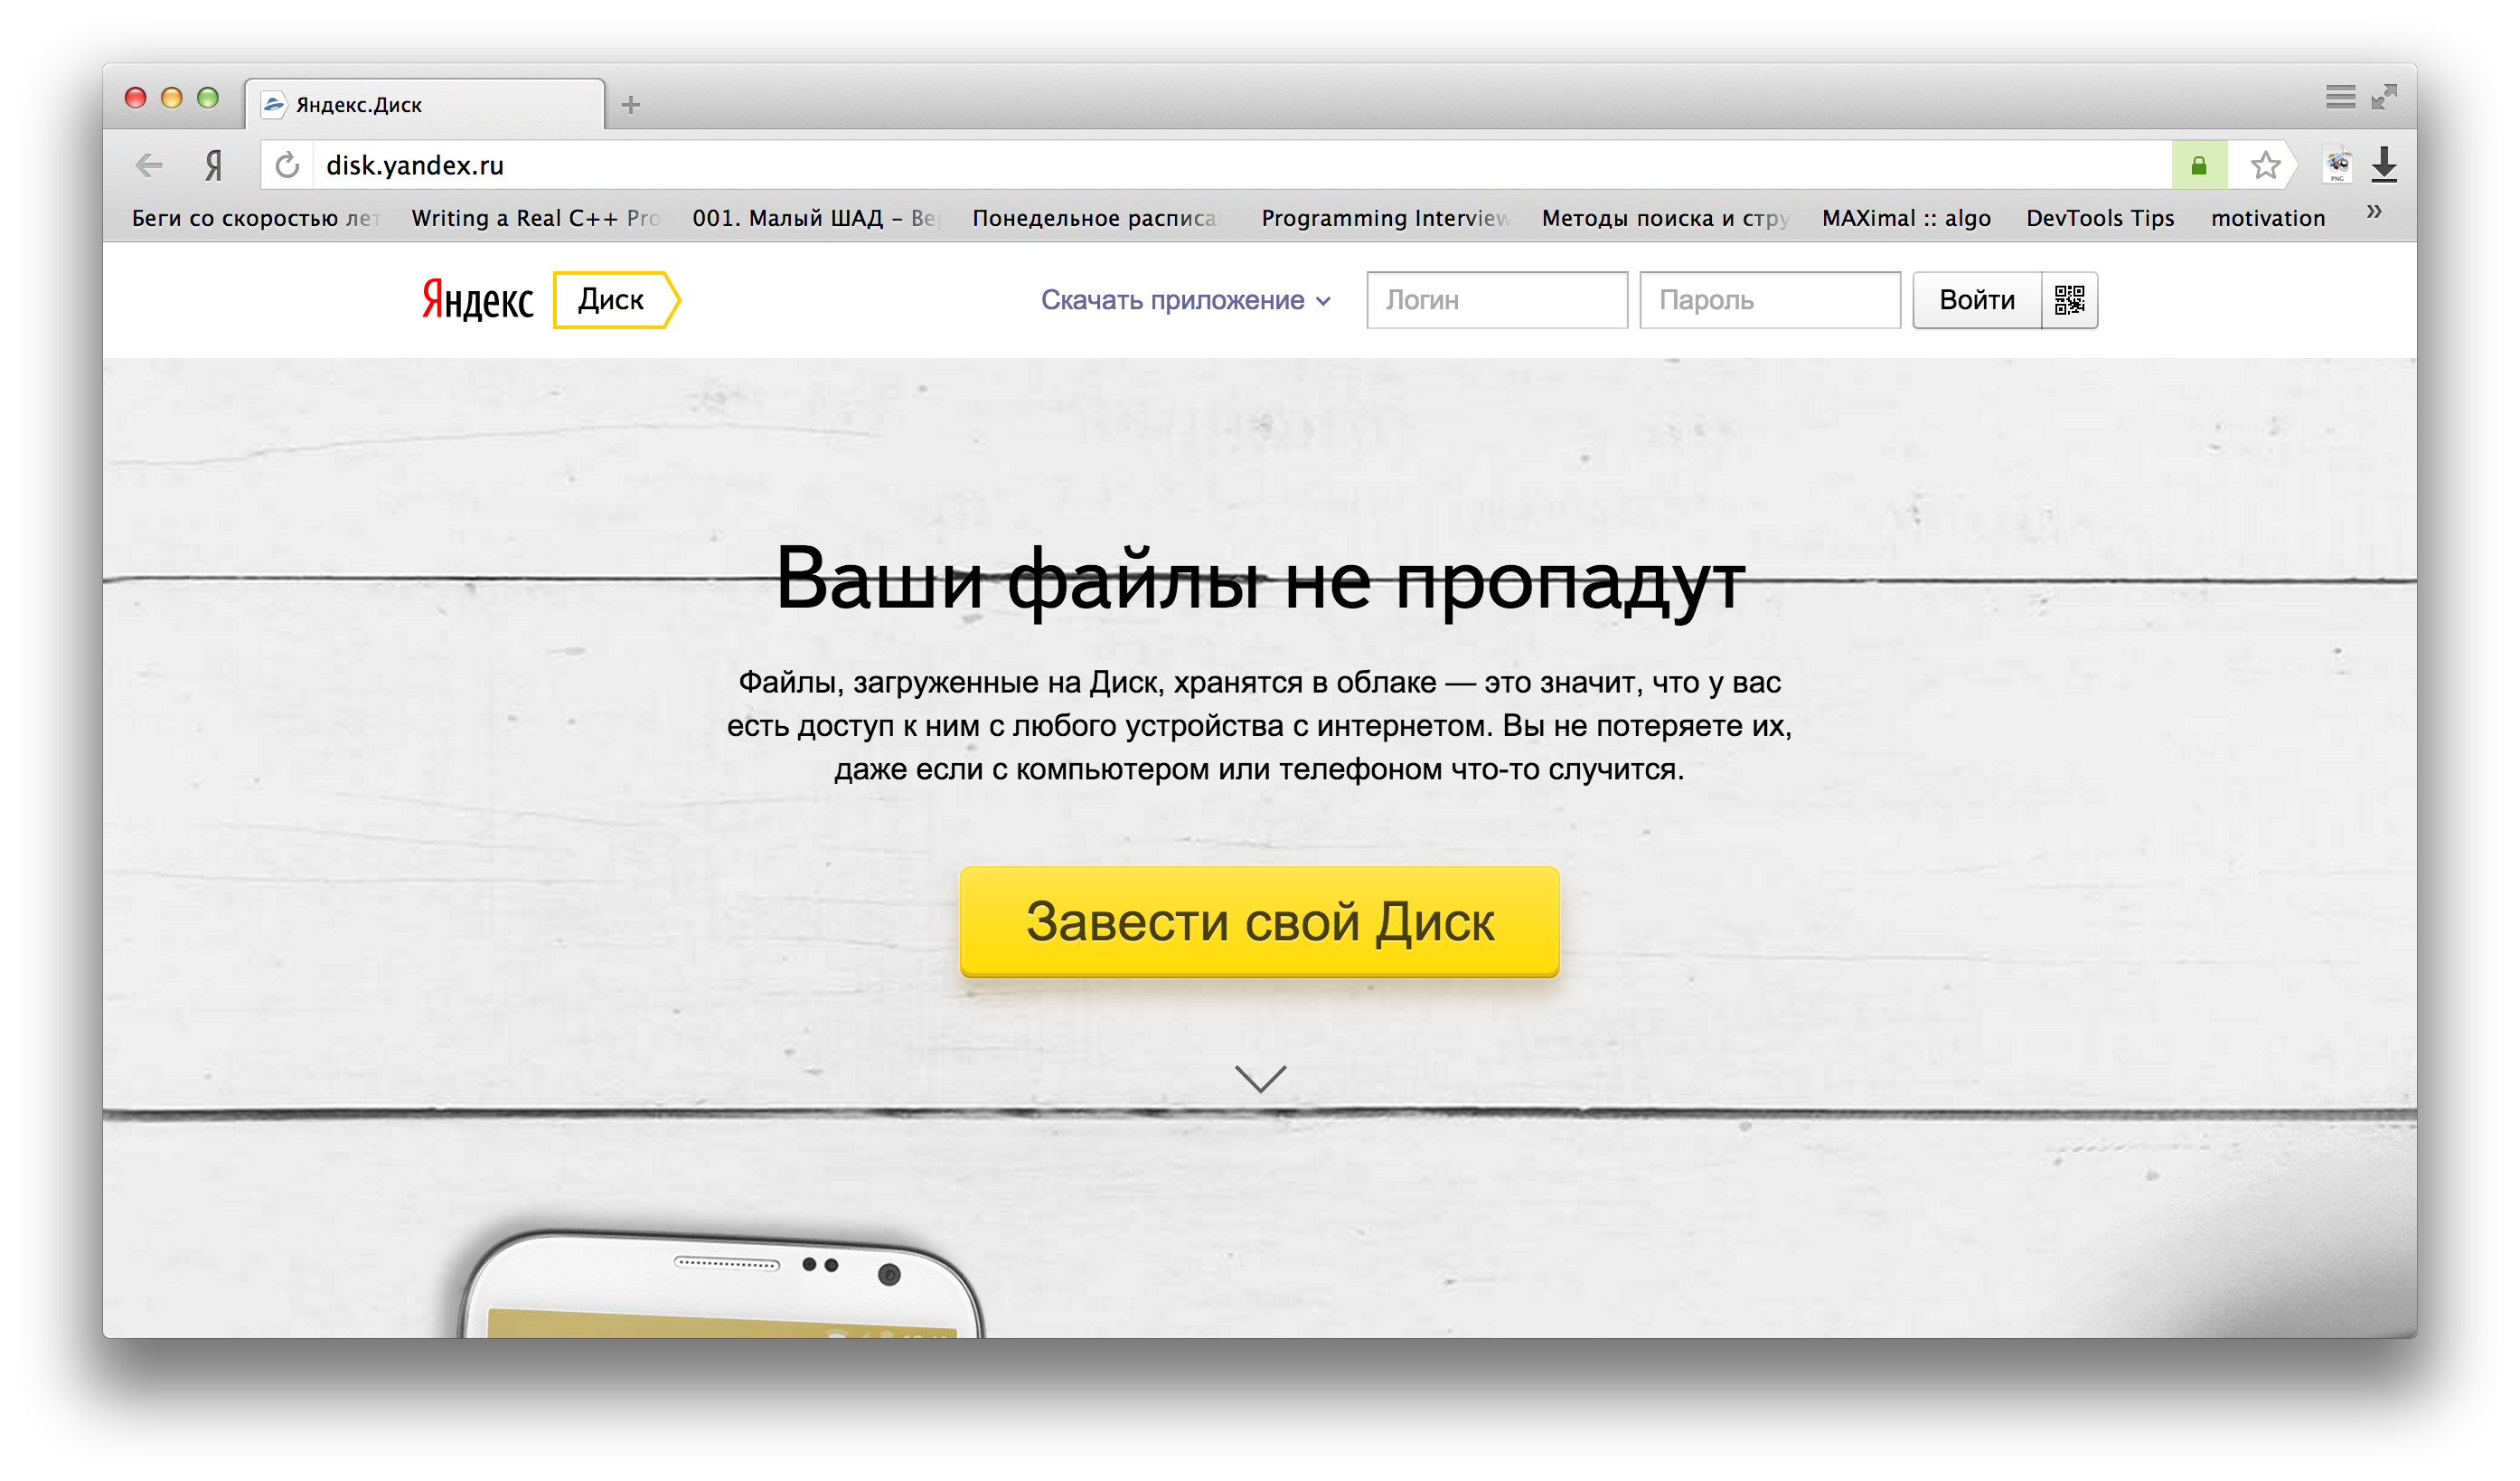 Яндекс.Диск
Я disk.yandex.ru
PNG
Беги со скоростью лет Writing a Real C++ Pro 001. Малый ШАД – Ве Понедельное расписа Programming Interview Методы поиска и стру MAXimal :: algo DevTools Tips motivation »
Яндекс Диск Скачать приложение Логин Пароль Войти
Ваши файлы не пропадут
Файлы, загруженные на Диск, хранятся в облаке — это значит, что у вас
есть доступ к ним с любого устройства с интернетом. Вы не потеряете их,
даже если с компьютером или телефоном что-то случится.
Завести свой Диск